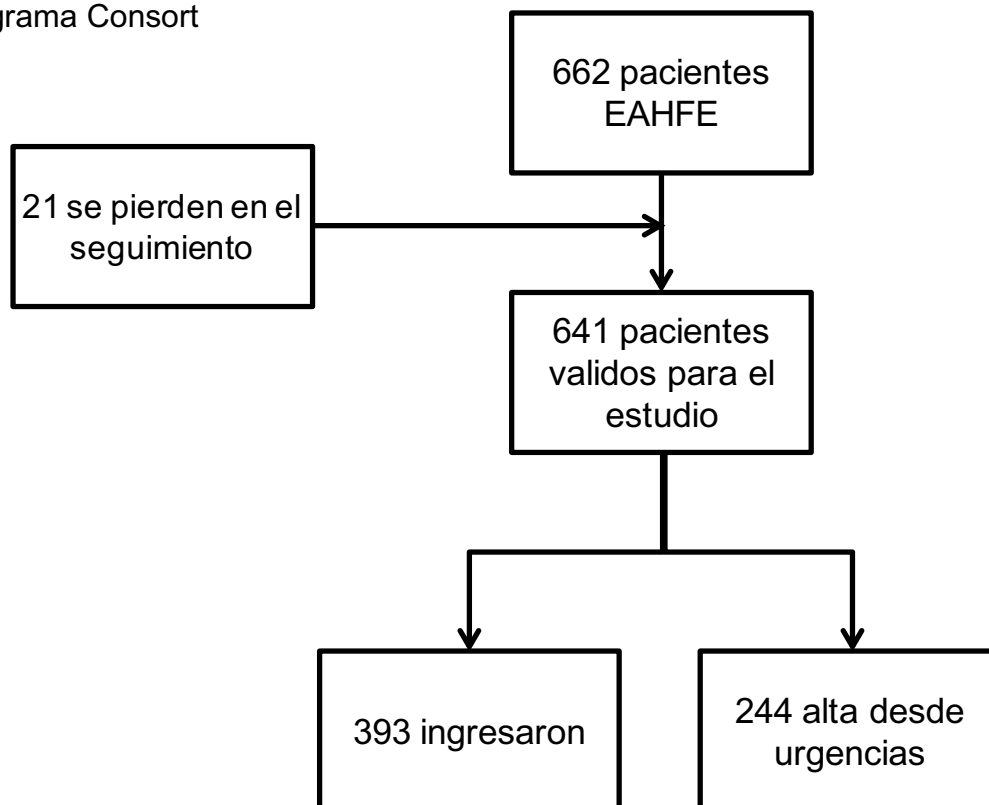 grama Consort
662 pacientes
EAHFE
21 se pierden en el
seguimiento
641 pacientes
validos para el
estudio
393 ingresaron
244 alta desde
urgencias